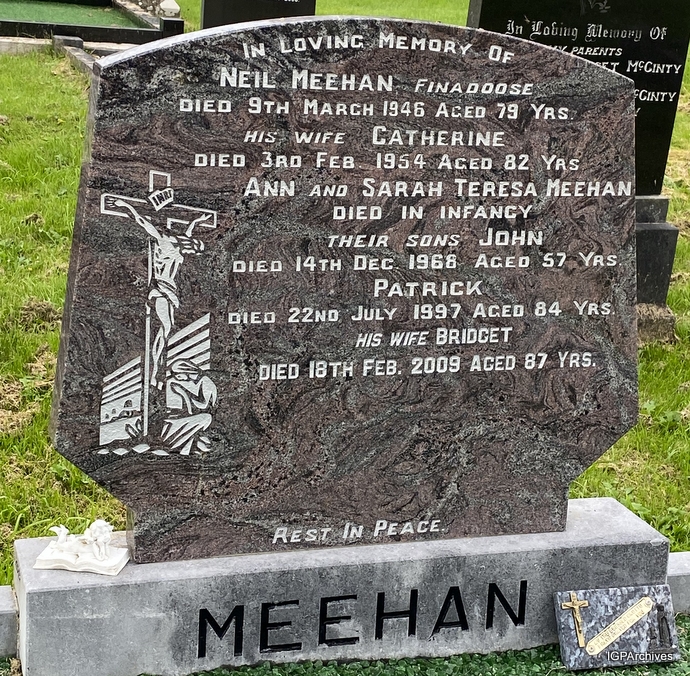 In Loving Memory Of
Neil Meehan Finadoose
Died 9th March 1946 Aged 79 Yrs.
His Wife Catherine
Died 3rd Feb. 1954 Aged 82 Yrs
Ann and Sarah Teresa Meehan
Died in Infancy
Their Sons John
Died 14th Dec. 1968 Aged 57 Yrs.
Patrick
Died 22nd July 1997 Aged 84 Yrs.
His Wife Bridget
Died 18th Feb. 2009 Aged 87 Yrs.
Rest In Peace.
MEEHAN
In Loving Memory Of
MY PARENTS
McGinty
McGinty
IGPArchives